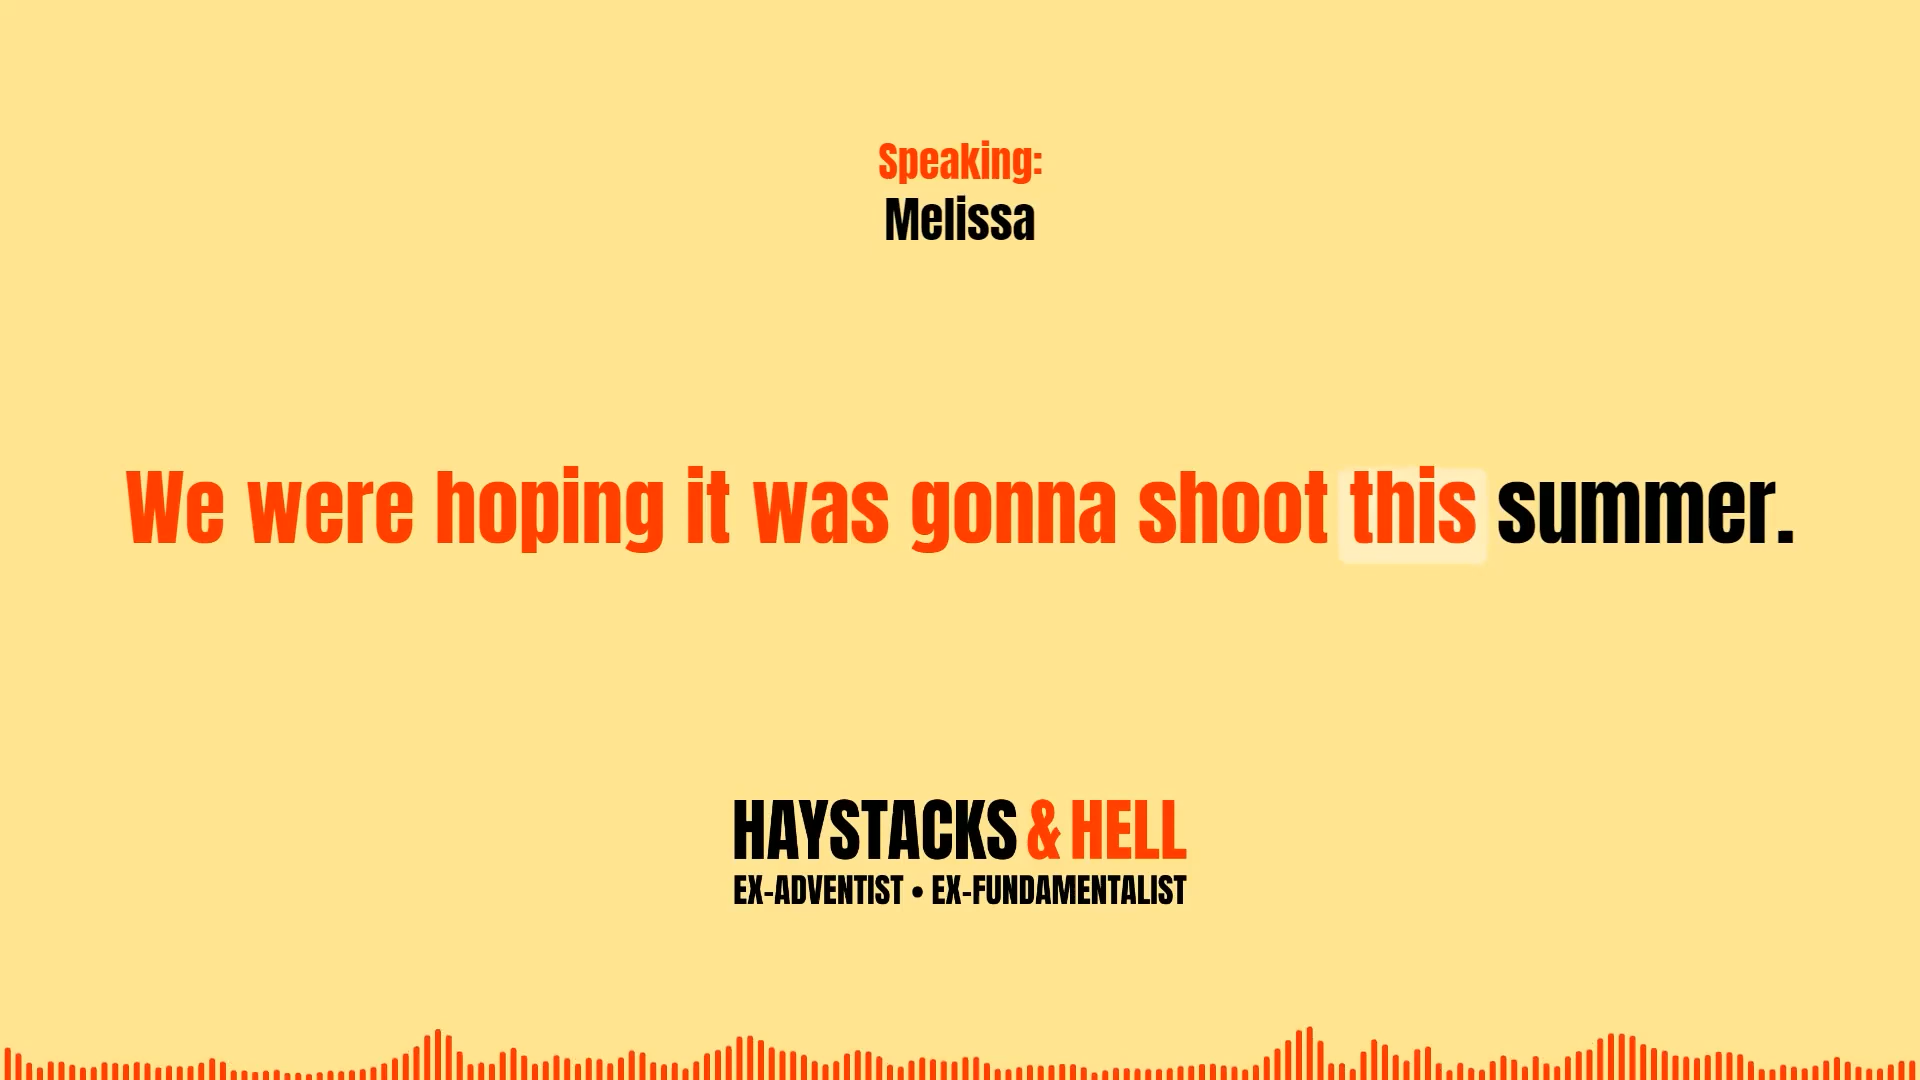 Speaking:
Melissa
We were hoping it was gonna shoot this summer.
HAYSTACKS & HELL
EX-ADVENTIST • EX-FUNDAMENTALIST